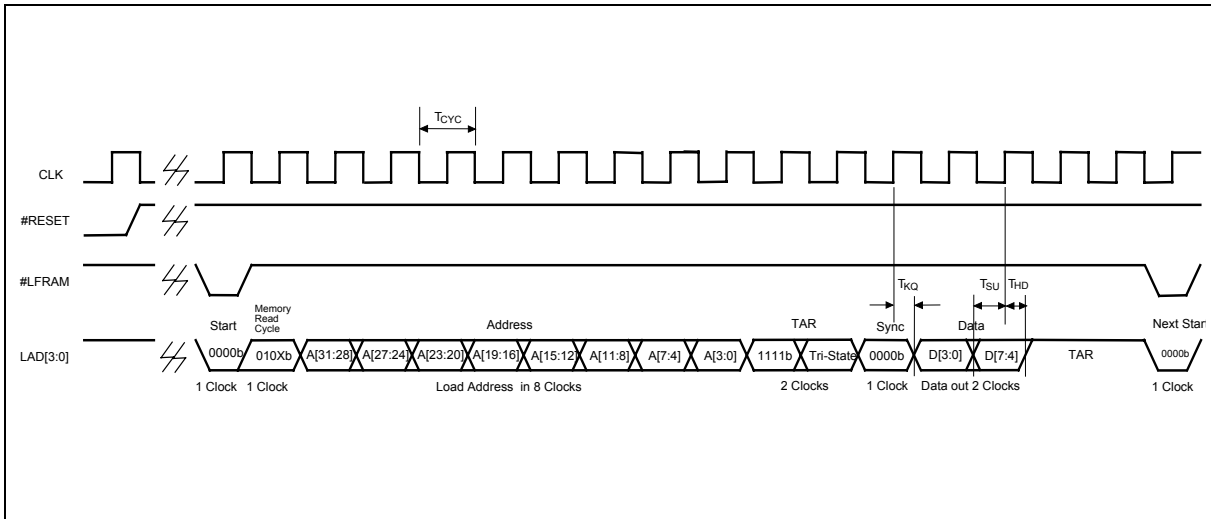 TCYC
CLK
#RESET
#LFRAM
TKQ TSU THD
Memory
Read
Cycle
Start Address TAR Sync Data Next Start
LAD[3:0] 0000b 010Xb A[31:28] A[27:24] A[23:20] A[19:16] A[15:12] A[11:8] A[7:4] A[3:0] 1111b Tri-State 0000b D[3:0] D[7:4] TAR 0000b
1 Clock 1 Clock Load Address in 8 Clocks 2 Clocks 1 Clock Data out 2 Clocks 1 Clock